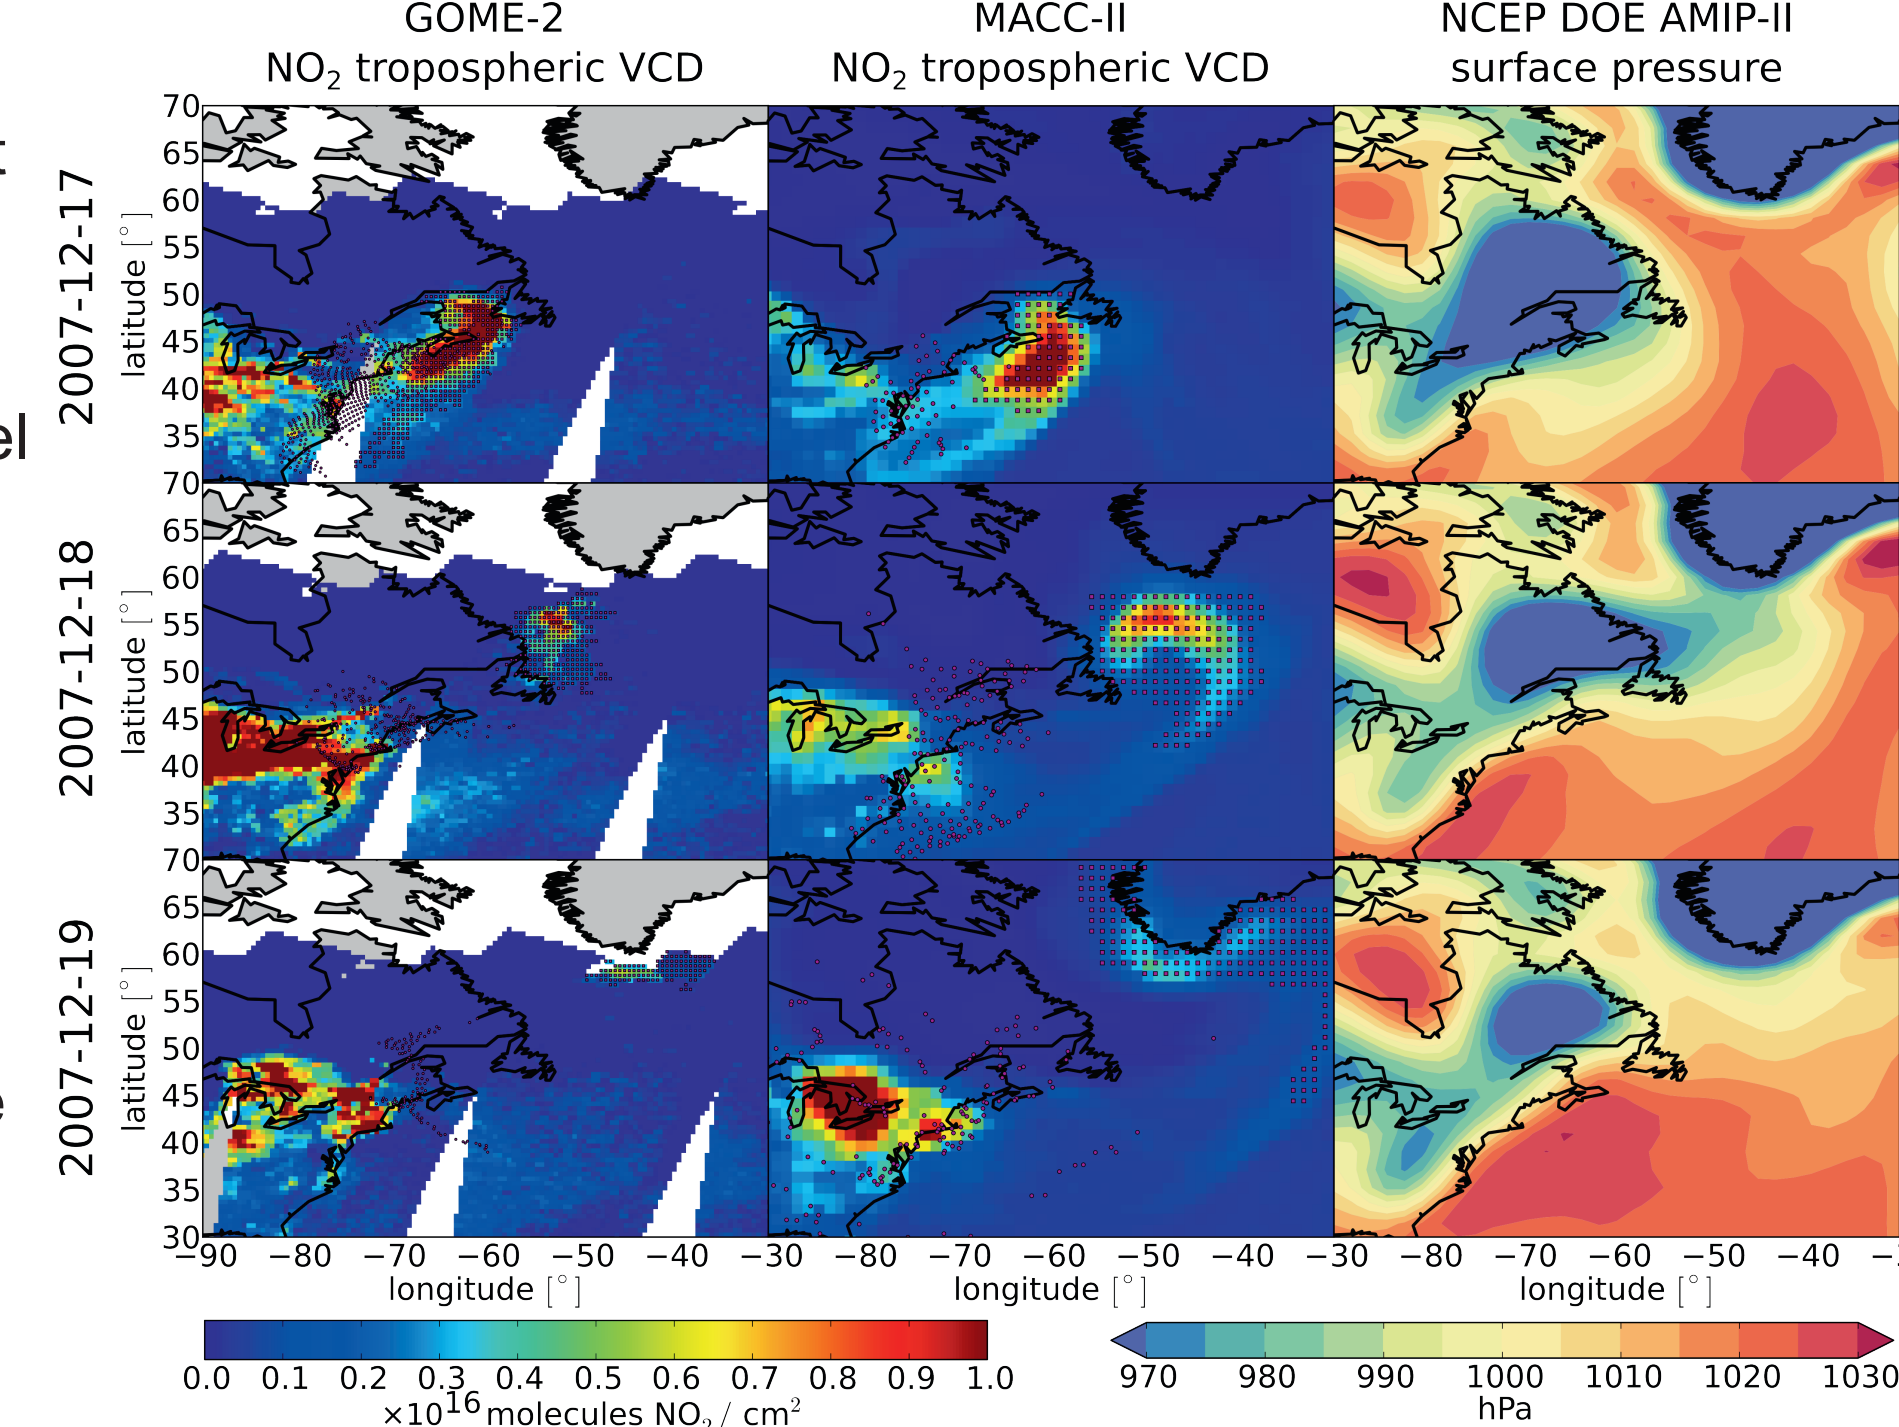 GOME-2
NO₂ tropospheric VCD
MACC-II
NO₂ tropospheric VCD
NCEP DOE AMIP-II
surface pressure
el
2007-12-17
latitude [°]
70
65
60
55
50
45
40
35
2007-12-18
latitude [°]
70
65
60
55
50
45
40
35
2007-12-19
latitude [°]
70
65
60
55
50
45
40
35
30
−90 −80 −70 −60 −50 −40 −30 −80 −70 −60 −50 −40 −30 −80 −70 −60 −50 −40
longitude [°]
longitude [°]
longitude [°]
0.0 0.1 0.2 0.3 0.4 0.5 0.6 0.7 0.8 0.9 1.0
×10¹⁶ molecules NO₂ / cm²
970 980 990 1000 1010 1020 1030
hPa